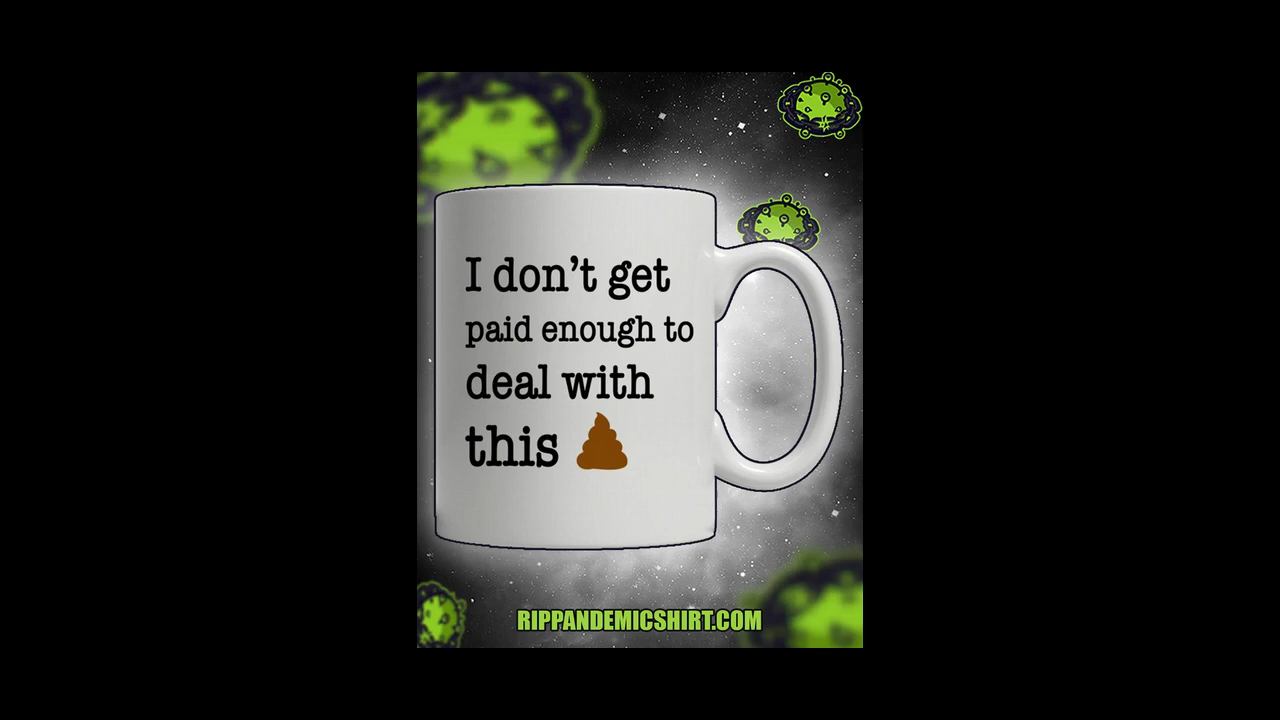 I don’t get
paid enough to
deal with
this
RIPPANDEMICSHIRT.COM